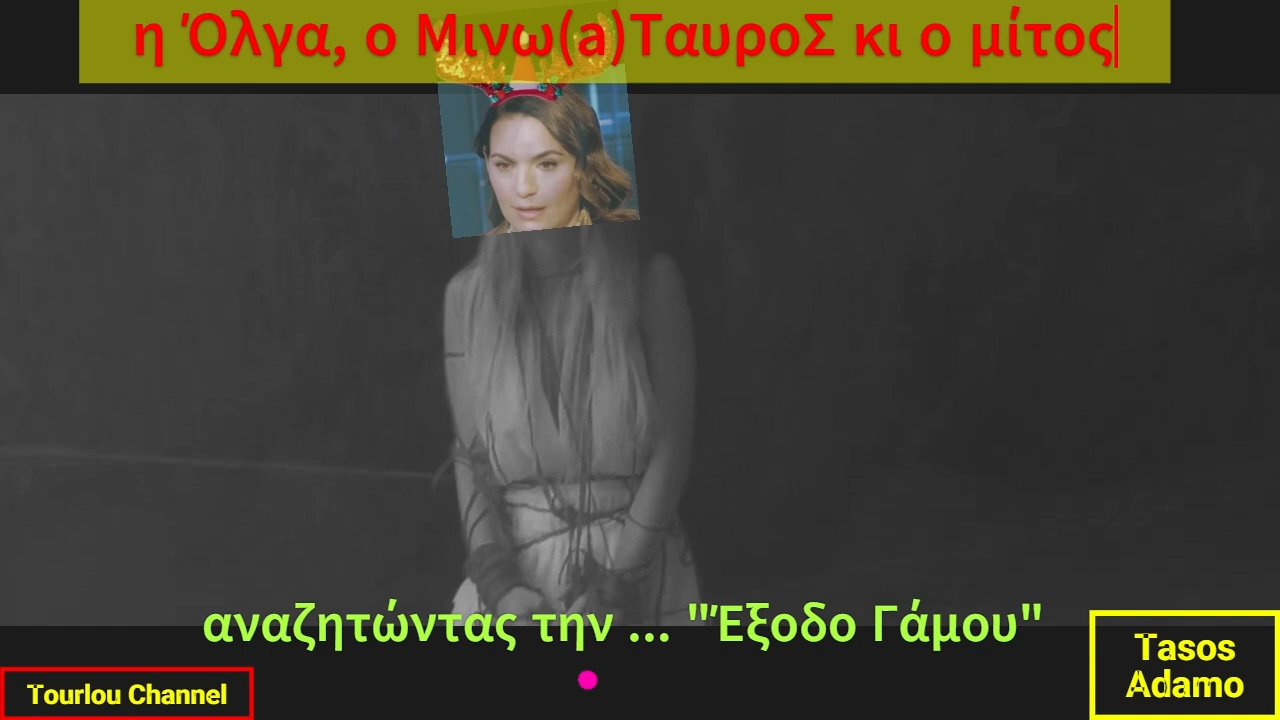 η Όλγα, ο Μινω(a)ΤαυροΣ κι ο μίτος
αναζητώντας την ... "Έξοδο Γάμου"
Tasos
Adamo
Tourlou Channel